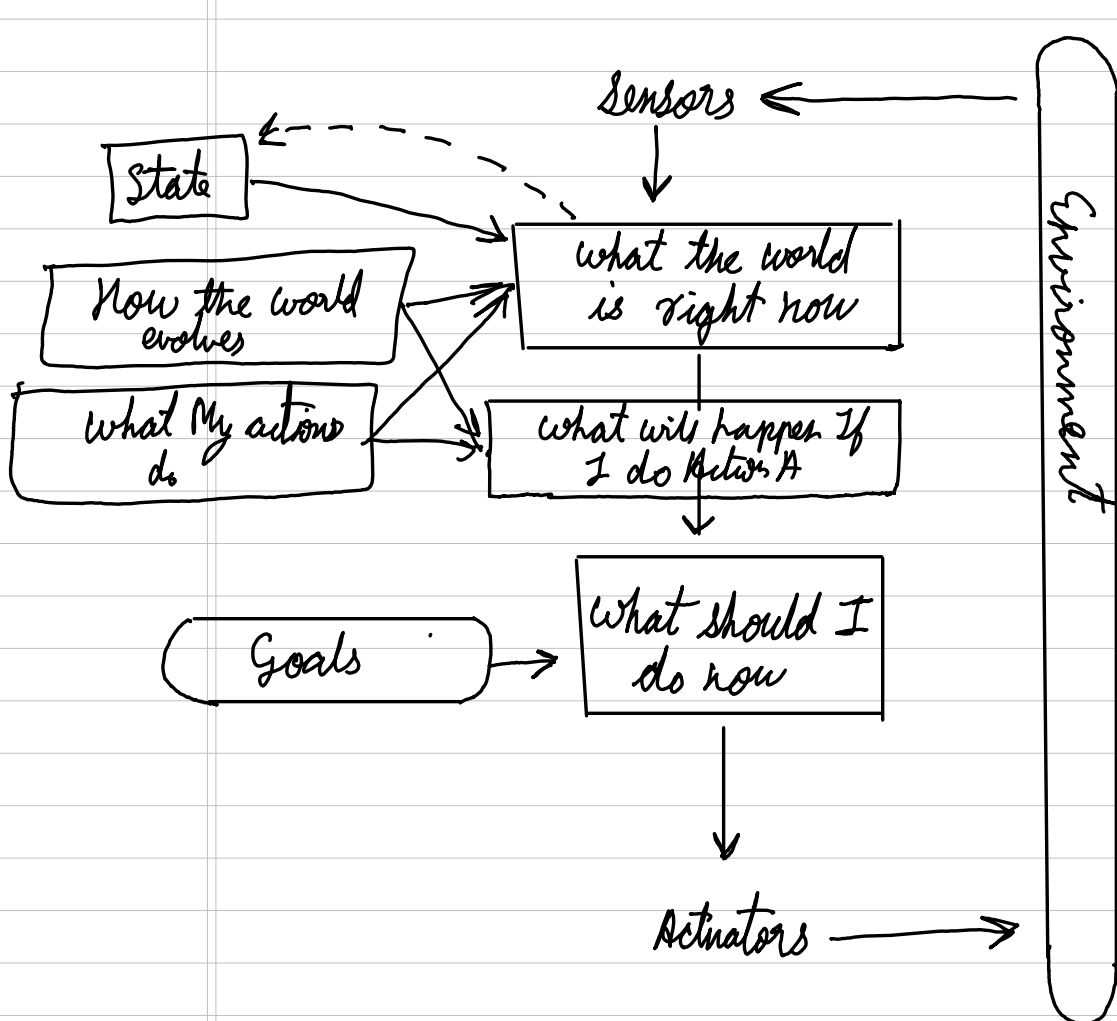 Sensors
State
what the world
is right now
How the world
evolves
what My actions
do
what will happen If
I do Action A
What should I
do now
Goals
Actuators
Environment